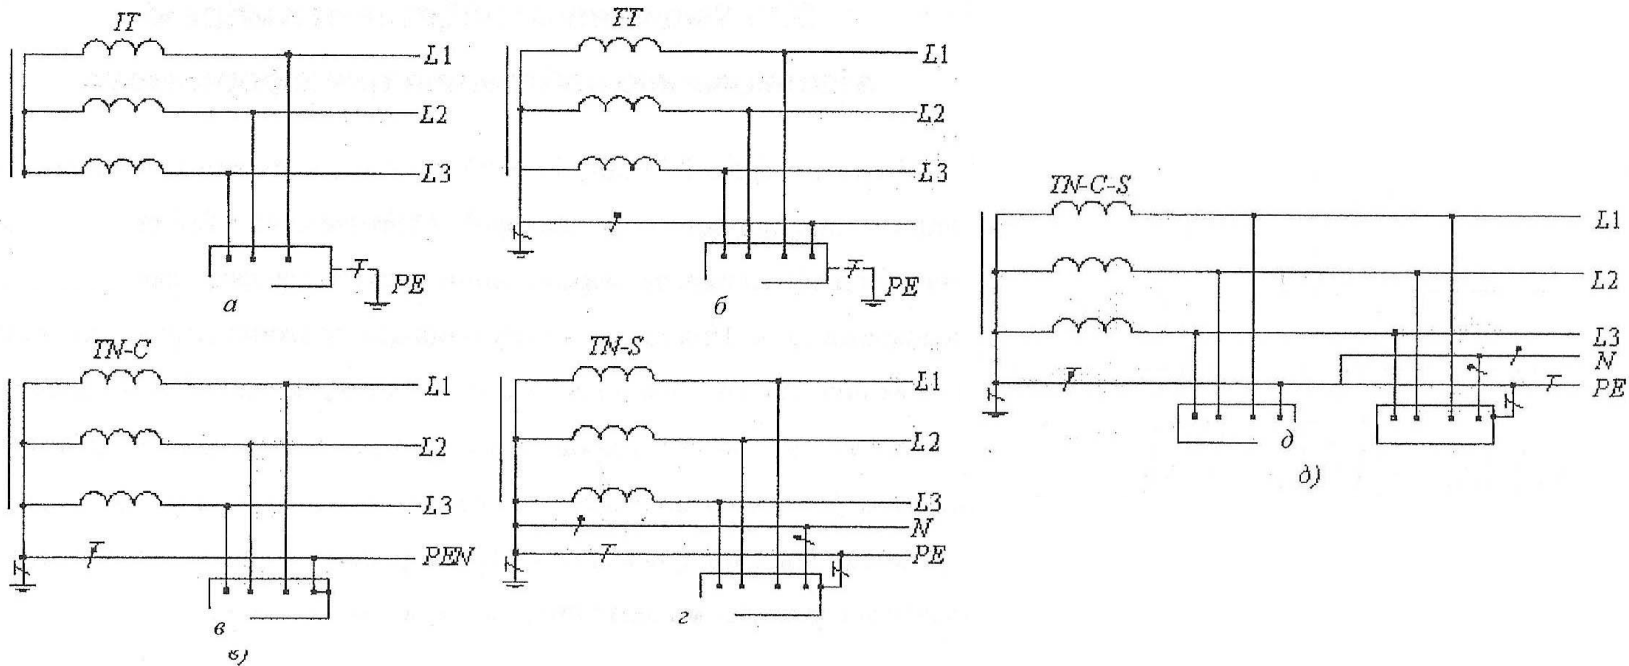 IT
L1
L2
L3
PE
а
TT
L1
L2
L3
PE
б
TN-C
L1
L2
L3
PEN
в
в)
TN-S
L1
L2
L3
N
PE
г
TN-C-S
L1
L2
L3
N
PE
д
д)